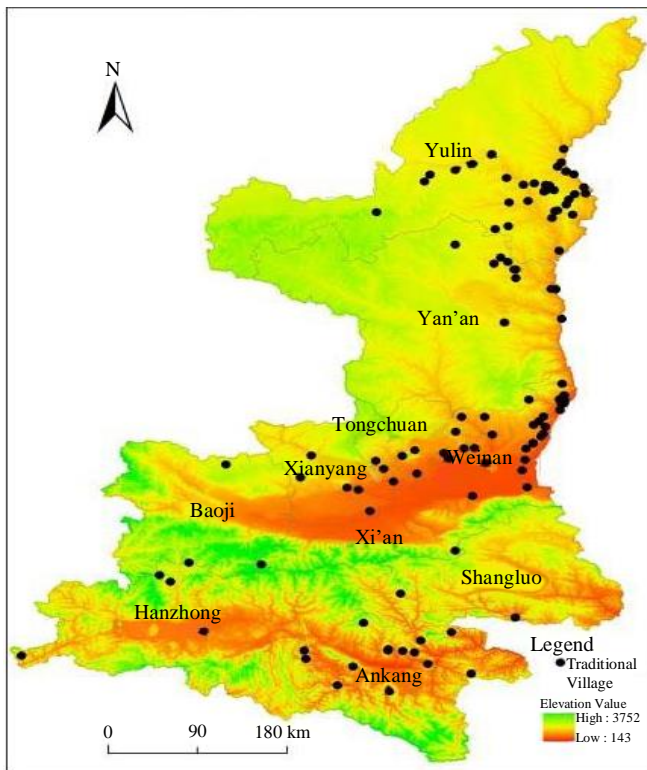 N
Yulin
Yan’an
Tongchuan
Xianyang
Weinan
Baoji
Xi’an
Shangluo
Hanzhong
Ankang
Legend
Traditional
Village
Elevation Value
High : 3752
Low : 143
0 90 180 km